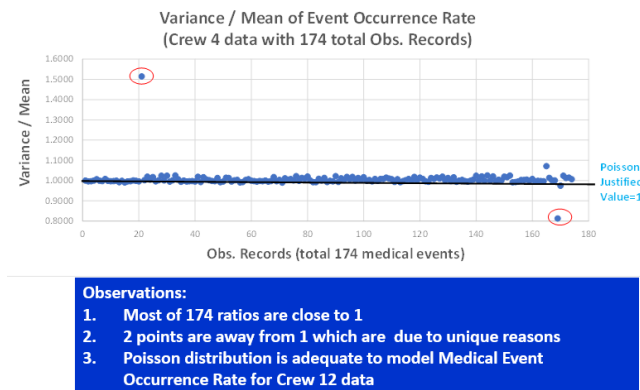 Variance / Mean of Event Occurrence Rate
(Crew 4 data with 174 total Obs. Records)
Variance / Mean
1.6000
1.5000
1.4000
1.3000
1.2000
1.1000
1.0000
0.9000
0.8000
0 20 40 60 80 100 120 140 160 180
Obs. Records (total 174 medical events)
Poisson
Justified
Value=1
Observations:
1. Most of 174 ratios are close to 1
2. 2 points are away from 1 which are due to unique reasons
3. Poisson distribution is adequate to model Medical Event
Occurrence Rate for Crew 12 data